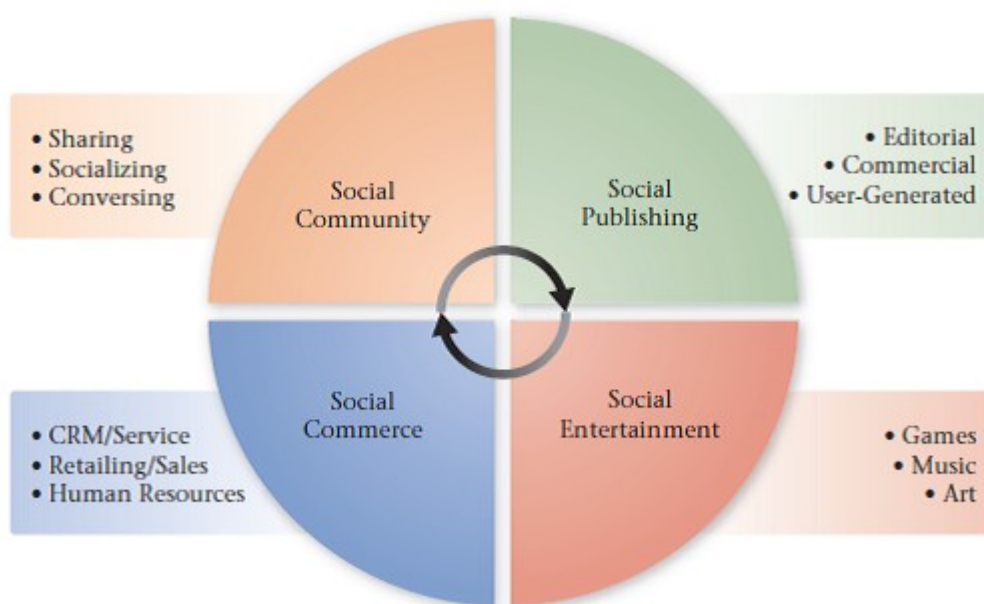 • Sharing
• Socializing
• Conversing
Social
Community
Social
Publishing
• Editorial
• Commercial
• User-Generated
• CRM/Service
• Retailing/Sales
• Human Resources
Social
Commerce
Social
Entertainment
• Games
• Music
• Art